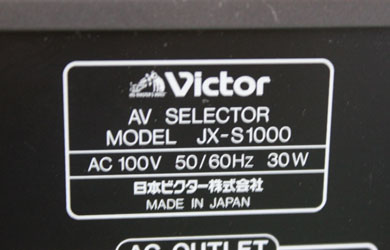 Victor
AV SELECTOR
MODEL JX-S1000
AC 100V 50/60Hz 30W
日本ビクター株式会社
MADE IN JAPAN
AC OUTLET